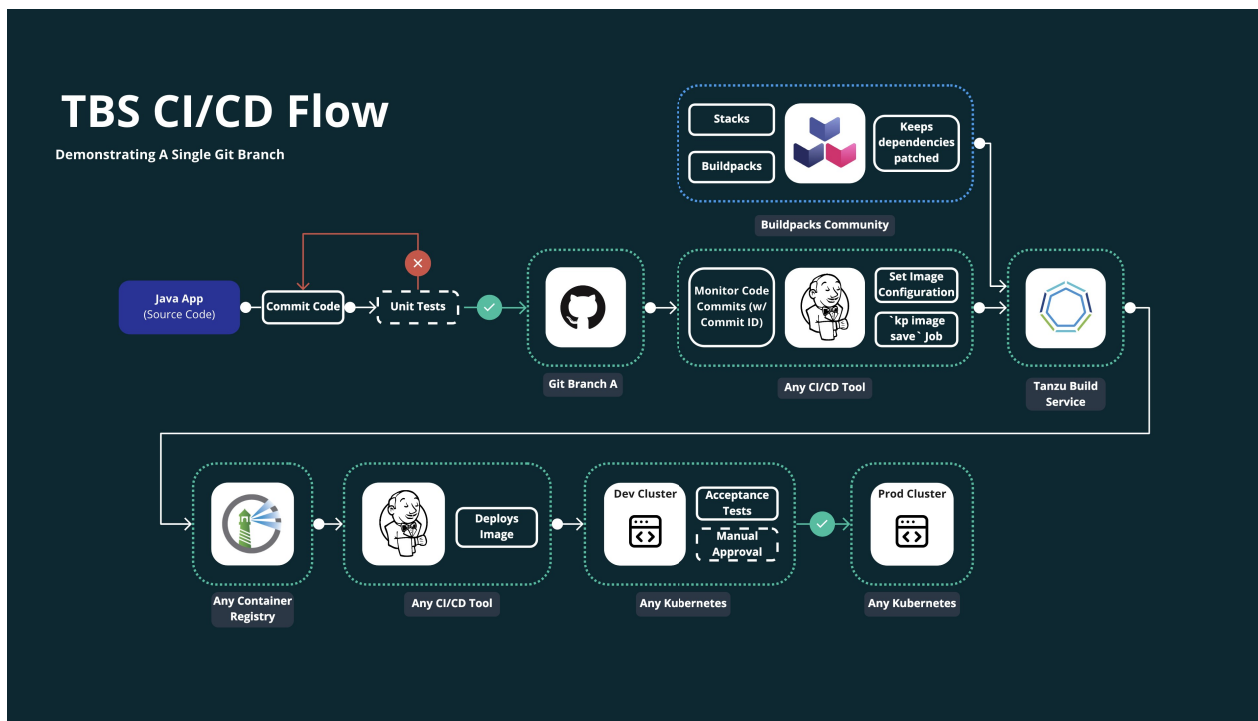 TBS CI/CD Flow
Demonstrating A Single Git Branch
Stacks
Buildpacks
Keeps
dependencies
patched
Buildpacks Community
Java App
(Source Code)
Commit Code
Unit Tests
Git Branch A
Monitor Code
Commits (w/
Commit ID)
Set Image
Configuration
`kp image
save` Job
Any CI/CD Tool
Tanzu Build
Service
Any Container
Registry
Deploys
Image
Any CI/CD Tool
Dev Cluster
Acceptance
Tests
Manual
Approval
Any Kubernetes
Prod Cluster
Any Kubernetes